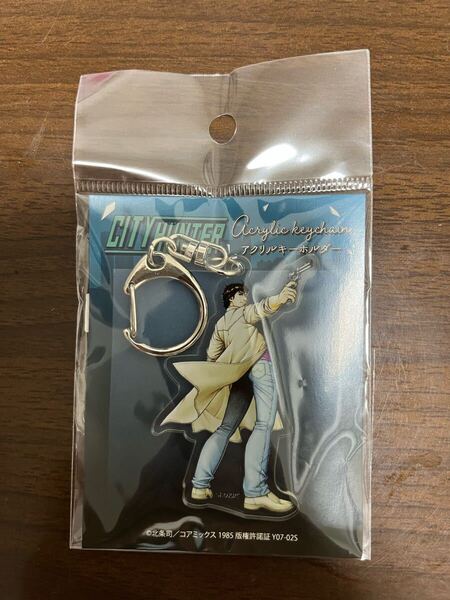 CITY HUNTER
Acrylic keychain
アクリルキーホルダー
©北条司／コアミックス 1985 版権許諾証 Y07-02S